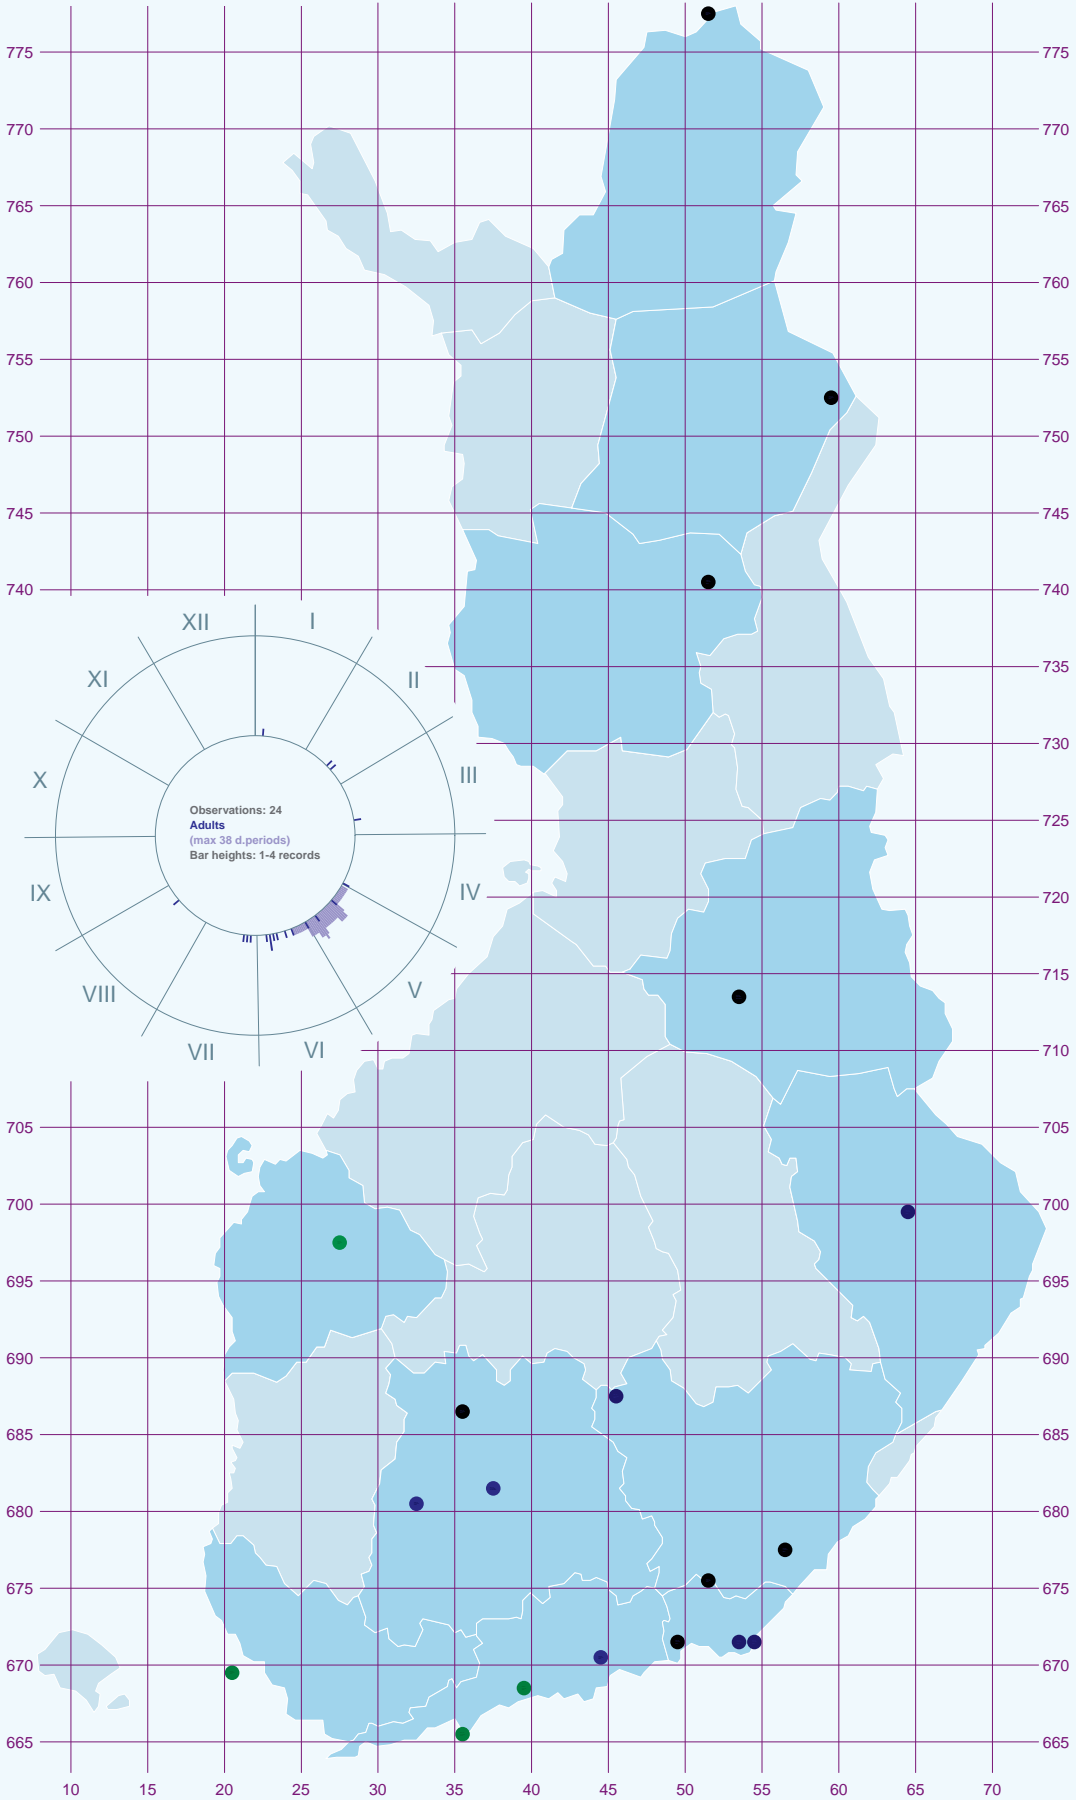 775 775
770 770
765 765
760 760
755 755
750 750
745 745
740 740
XII I
XI II
735
730
X III
Observations: 24
Adults
(max 38 d.periods)
Bar heights: 1-4 records
725
IX IV
720
715
VIII V
VII VI
710
705 705
700 700
695 695
690 690
685 685
680 680
675 675
670 670
665 665
10 15 20 25 30 35 40 45 50 55 60 65 70